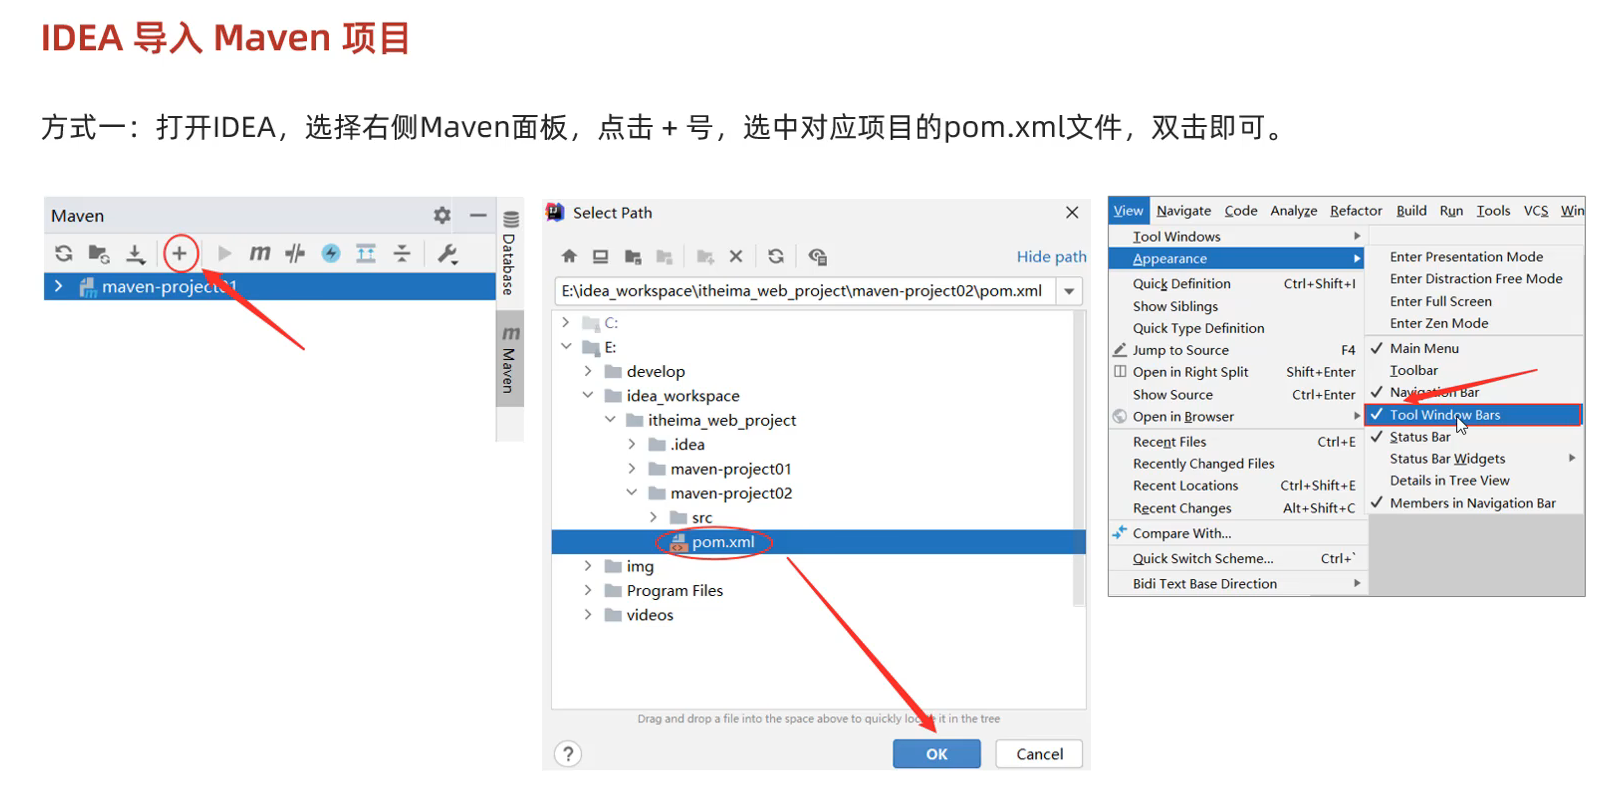 IDEA 导入 Maven 项目
方式一：打开IDEA，选择右侧Maven面板，点击 + 号，选中对应项目的pom.xml文件，双击即可。
Maven
maven-project01
Database
Maven
Select Path
Hide path
E:\idea_workspace\itheima_web_project\maven-project02\pom.xml
C:
E:
develop
idea_workspace
itheima_web_project
.idea
maven-project01
maven-project02
src
pom.xml
img
Program Files
videos
Drag and drop a file into the space above to quickly locate it in the tree
?
OK
Cancel
View Navigate Code Analyze Refactor Build Run Tools VCS Win
Tool Windows
Appearance
Quick Definition Ctrl+Shift+I
Show Siblings
Quick Type Definition
Jump to Source F4
Open in Right Split Shift+Enter
Show Source Ctrl+Enter
Open in Browser
Recent Files Ctrl+E
Recently Changed Files
Recent Locations Ctrl+Shift+E
Recent Changes Alt+Shift+C
Compare With...
Quick Switch Scheme... Ctrl+`
Bidi Text Base Direction
Enter Presentation Mode
Enter Distraction Free Mode
Enter Full Screen
Enter Zen Mode
Main Menu
Toolbar
Navigation Bar
Tool Window Bars
Status Bar
Status Bar Widgets
Details in Tree View
Members in Navigation Bar